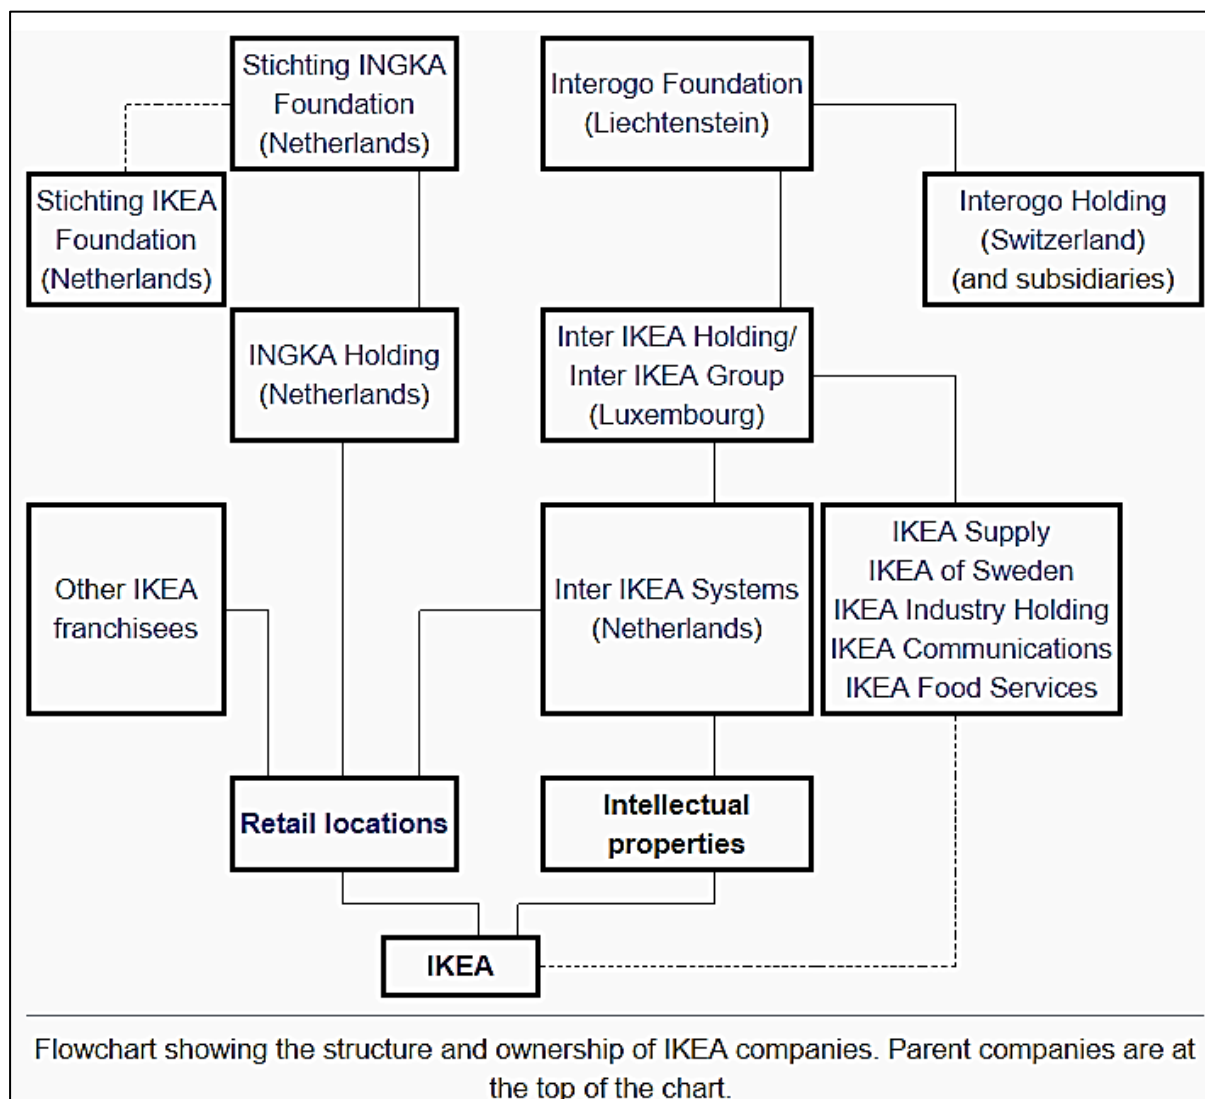 Stichting INGKA
Foundation
(Netherlands)
Interogo Foundation
(Liechtenstein)
Stichting IKEA
Foundation
(Netherlands)
Interogo Holding
(Switzerland)
(and subsidiaries)
INGKA Holding
(Netherlands)
Inter IKEA Holding/
Inter IKEA Group
(Luxembourg)
Other IKEA
franchisees
Inter IKEA Systems
(Netherlands)
IKEA Supply
IKEA of Sweden
IKEA Industry Holding
IKEA Communications
IKEA Food Services
Retail locations
Intellectual
properties
IKEA
Flowchart showing the structure and ownership of IKEA companies. Parent companies are at
the top of the chart.